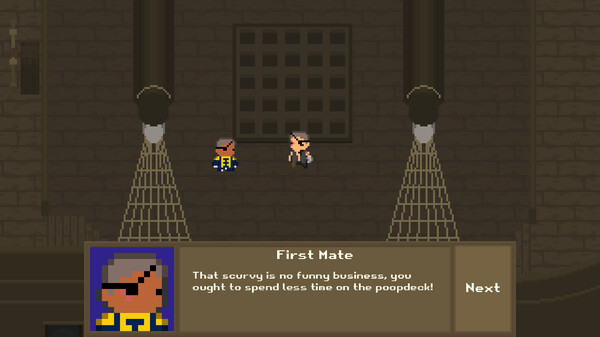 First Mate
That scurvy is no funny business, you
ought to spend less time on the poopdeck!
Next